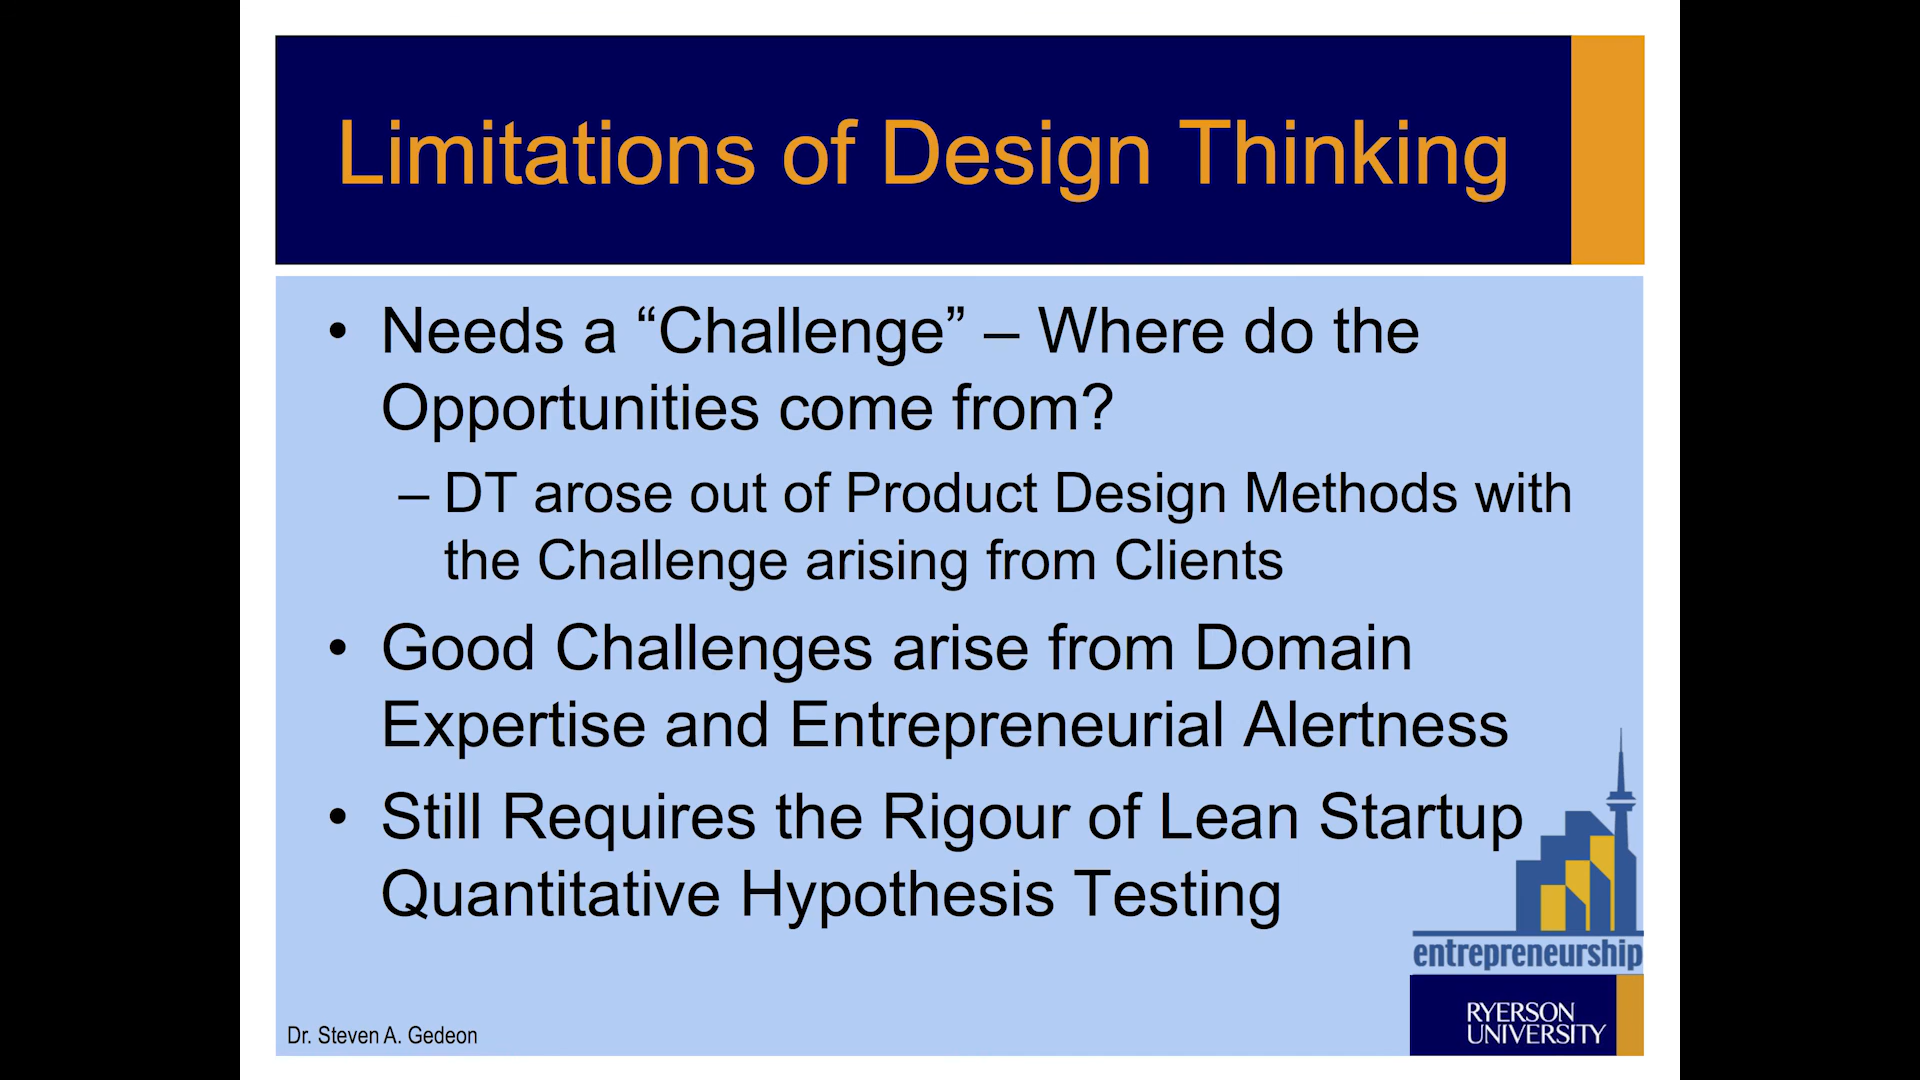 Limitations of Design Thinking
• Needs a “Challenge” – Where do the
Opportunities come from?
– DT arose out of Product Design Methods with
the Challenge arising from Clients
• Good Challenges arise from Domain
Expertise and Entrepreneurial Alertness
• Still Requires the Rigour of Lean Startup
Quantitative Hypothesis Testing
entrepreneurship
RYERSON
UNIVERSITY
Dr. Steven A. Gedeon